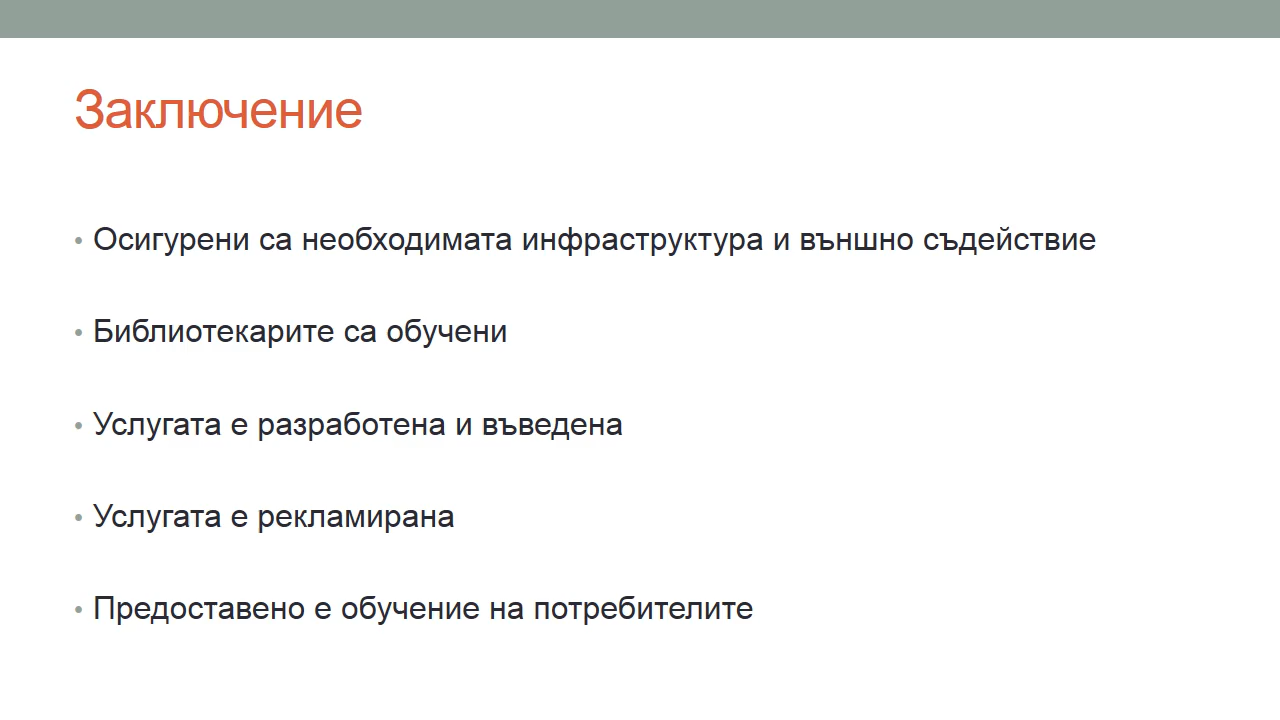 Заключение
• Осигурени са необходимата инфраструктура и външно съдействие
• Библиотекарите са обучени
• Услугата е разработена и въведена
• Услугата е рекламирана
• Предоставено е обучение на потребителите